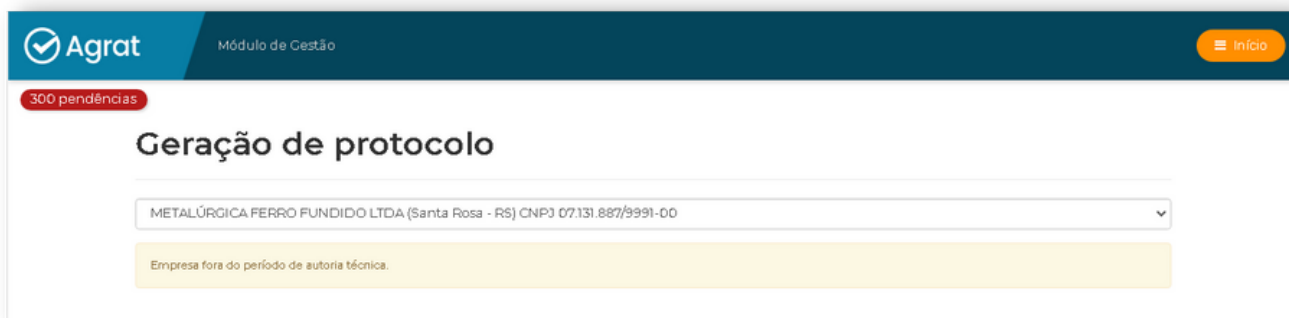 Agrat
Módulo de Gestão
Início
300 pendências
Geração de protocolo
METALÚRGICA FERRO FUNDIDO LTDA (Santa Rosa - RS) CNPJ 07.131.887/9991-00
Empresa fora do período de autoria técnica.